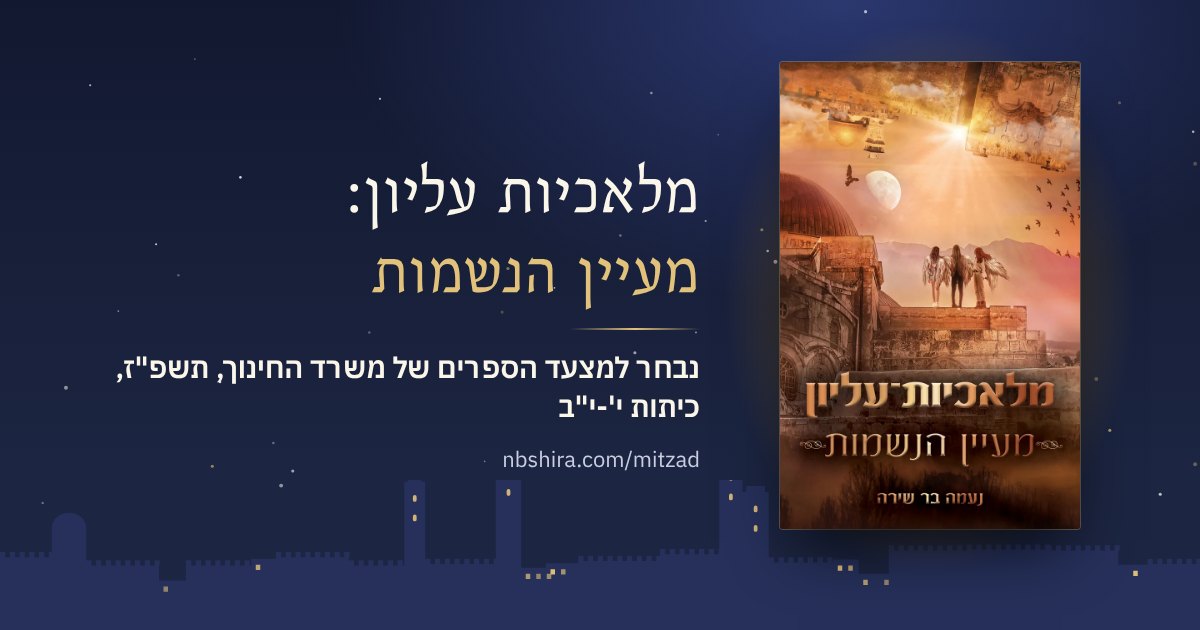 מלאכיות עליון:
מעיין הנשמות
נבחר למצעד הספרים של משרד החינוך, תשפ"ז,
כיתות י'-י"ב
nbshira.com/mitzad
מלאכיות־עליון
מעיין הנשמות
נעמה בר שירה